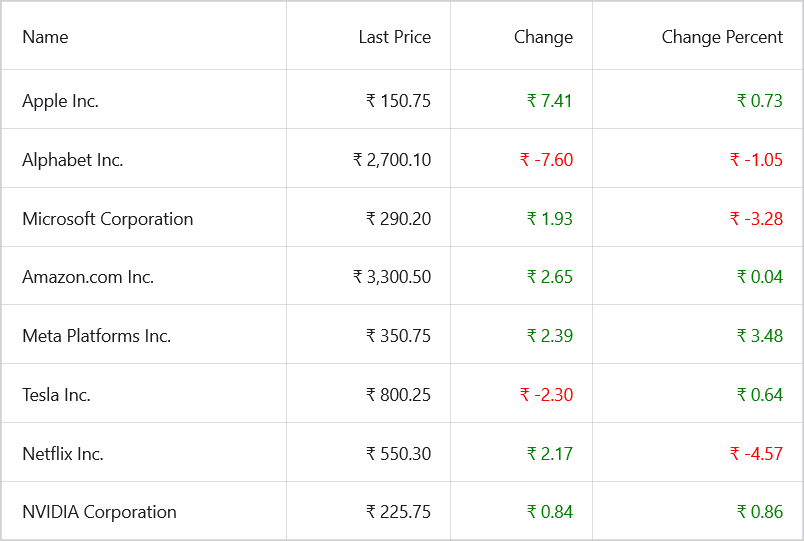 Name Last Price Change Change Percent
Apple Inc. ₹ 150.75 ₹ 7.41 ₹ 0.73
Alphabet Inc. ₹ 2,700.10 ₹ -7.60 ₹ -1.05
Microsoft Corporation ₹ 290.20 ₹ 1.93 ₹ -3.28
Amazon.com Inc. ₹ 3,300.50 ₹ 2.65 ₹ 0.04
Meta Platforms Inc. ₹ 350.75 ₹ 2.39 ₹ 3.48
Tesla Inc. ₹ 800.25 ₹ -2.30 ₹ 0.64
Netflix Inc. ₹ 550.30 ₹ 2.17 ₹ -4.57
NVIDIA Corporation ₹ 225.75 ₹ 0.84 ₹ 0.86